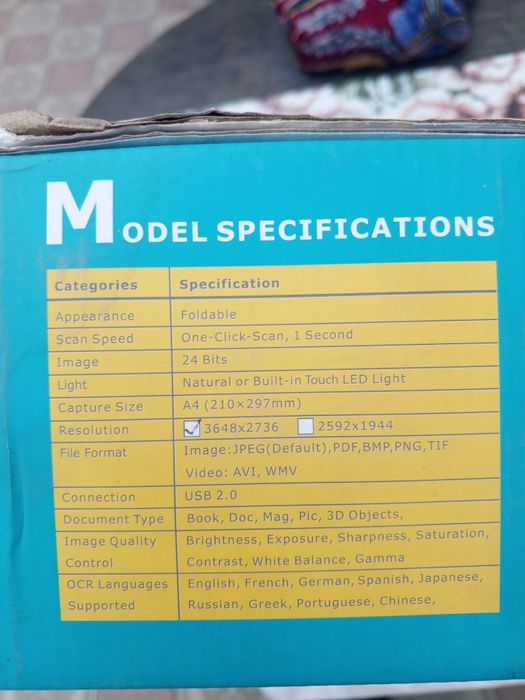 MODEL SPECIFICATIONS
Categories Specification
Appearance Foldable
Scan Speed One-Click-Scan, 1 Second
Image 24 Bits
Light Natural or Built-in Touch LED Light
Capture Size A4 (210×297mm)
Resolution ☑ 3648x2736 ☐ 2592x1944
File Format Image:JPEG(Default),PDF,BMP,PNG,TIF
Video: AVI, WMV
Connection USB 2.0
Document Type Book, Doc, Mag, Pic, 3D Objects,
Image Quality Brightness, Exposure, Sharpness, Saturation,
Control Contrast, White Balance, Gamma
OCR Languages English, French, German, Spanish, Japanese,
Supported Russian, Greek, Portuguese, Chinese,